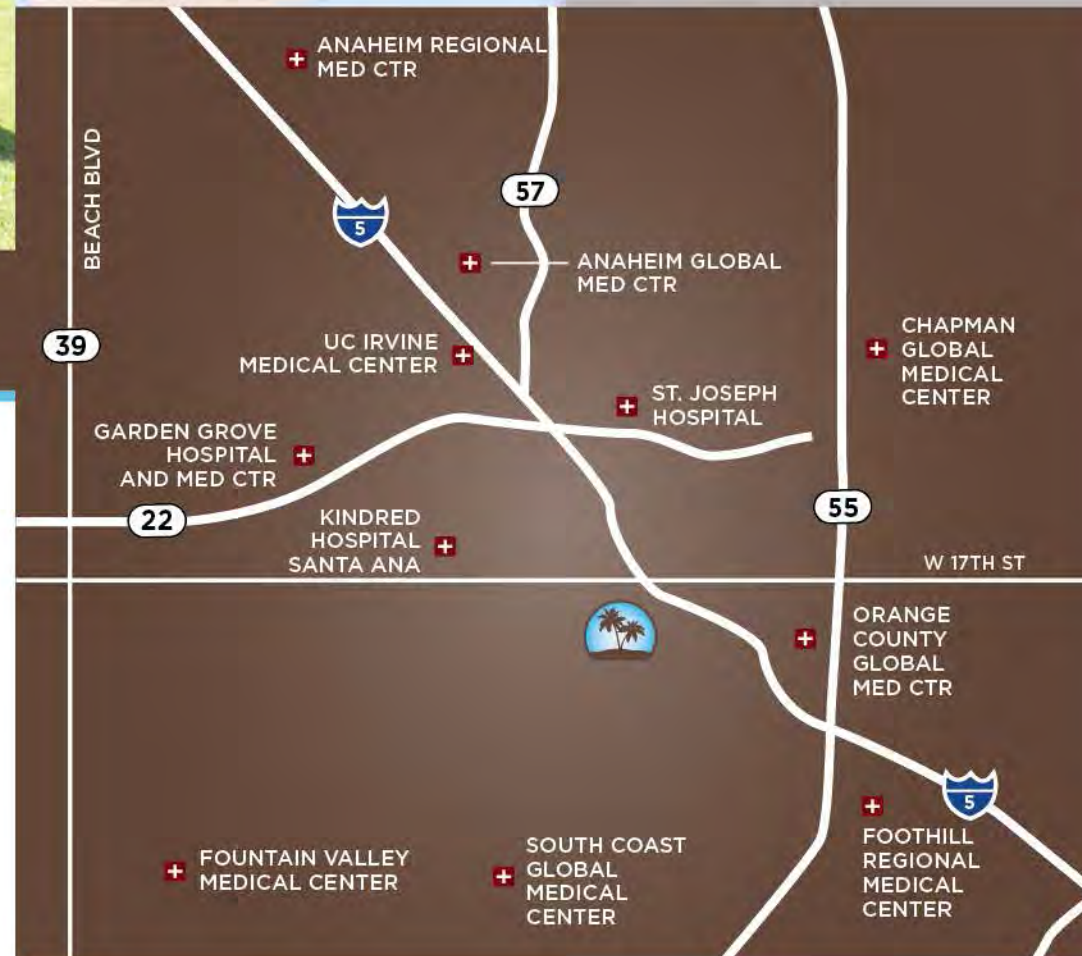 ANAHEIM REGIONAL
MED CTR
BEACH BLVD
57
5
ANAHEIM GLOBAL
MED CTR
39
UC IRVINE
MEDICAL CENTER
CHAPMAN
GLOBAL
MEDICAL
CENTER
ST. JOSEPH
HOSPITAL
GARDEN GROVE
HOSPITAL
AND MED CTR
22
KINDRED
HOSPITAL
SANTA ANA
55
W 17TH ST
ORANGE
COUNTY
GLOBAL
MED CTR
5
FOOTHILL
REGIONAL
MEDICAL
CENTER
FOUNTAIN VALLEY
MEDICAL CENTER
SOUTH COAST
GLOBAL
MEDICAL
CENTER